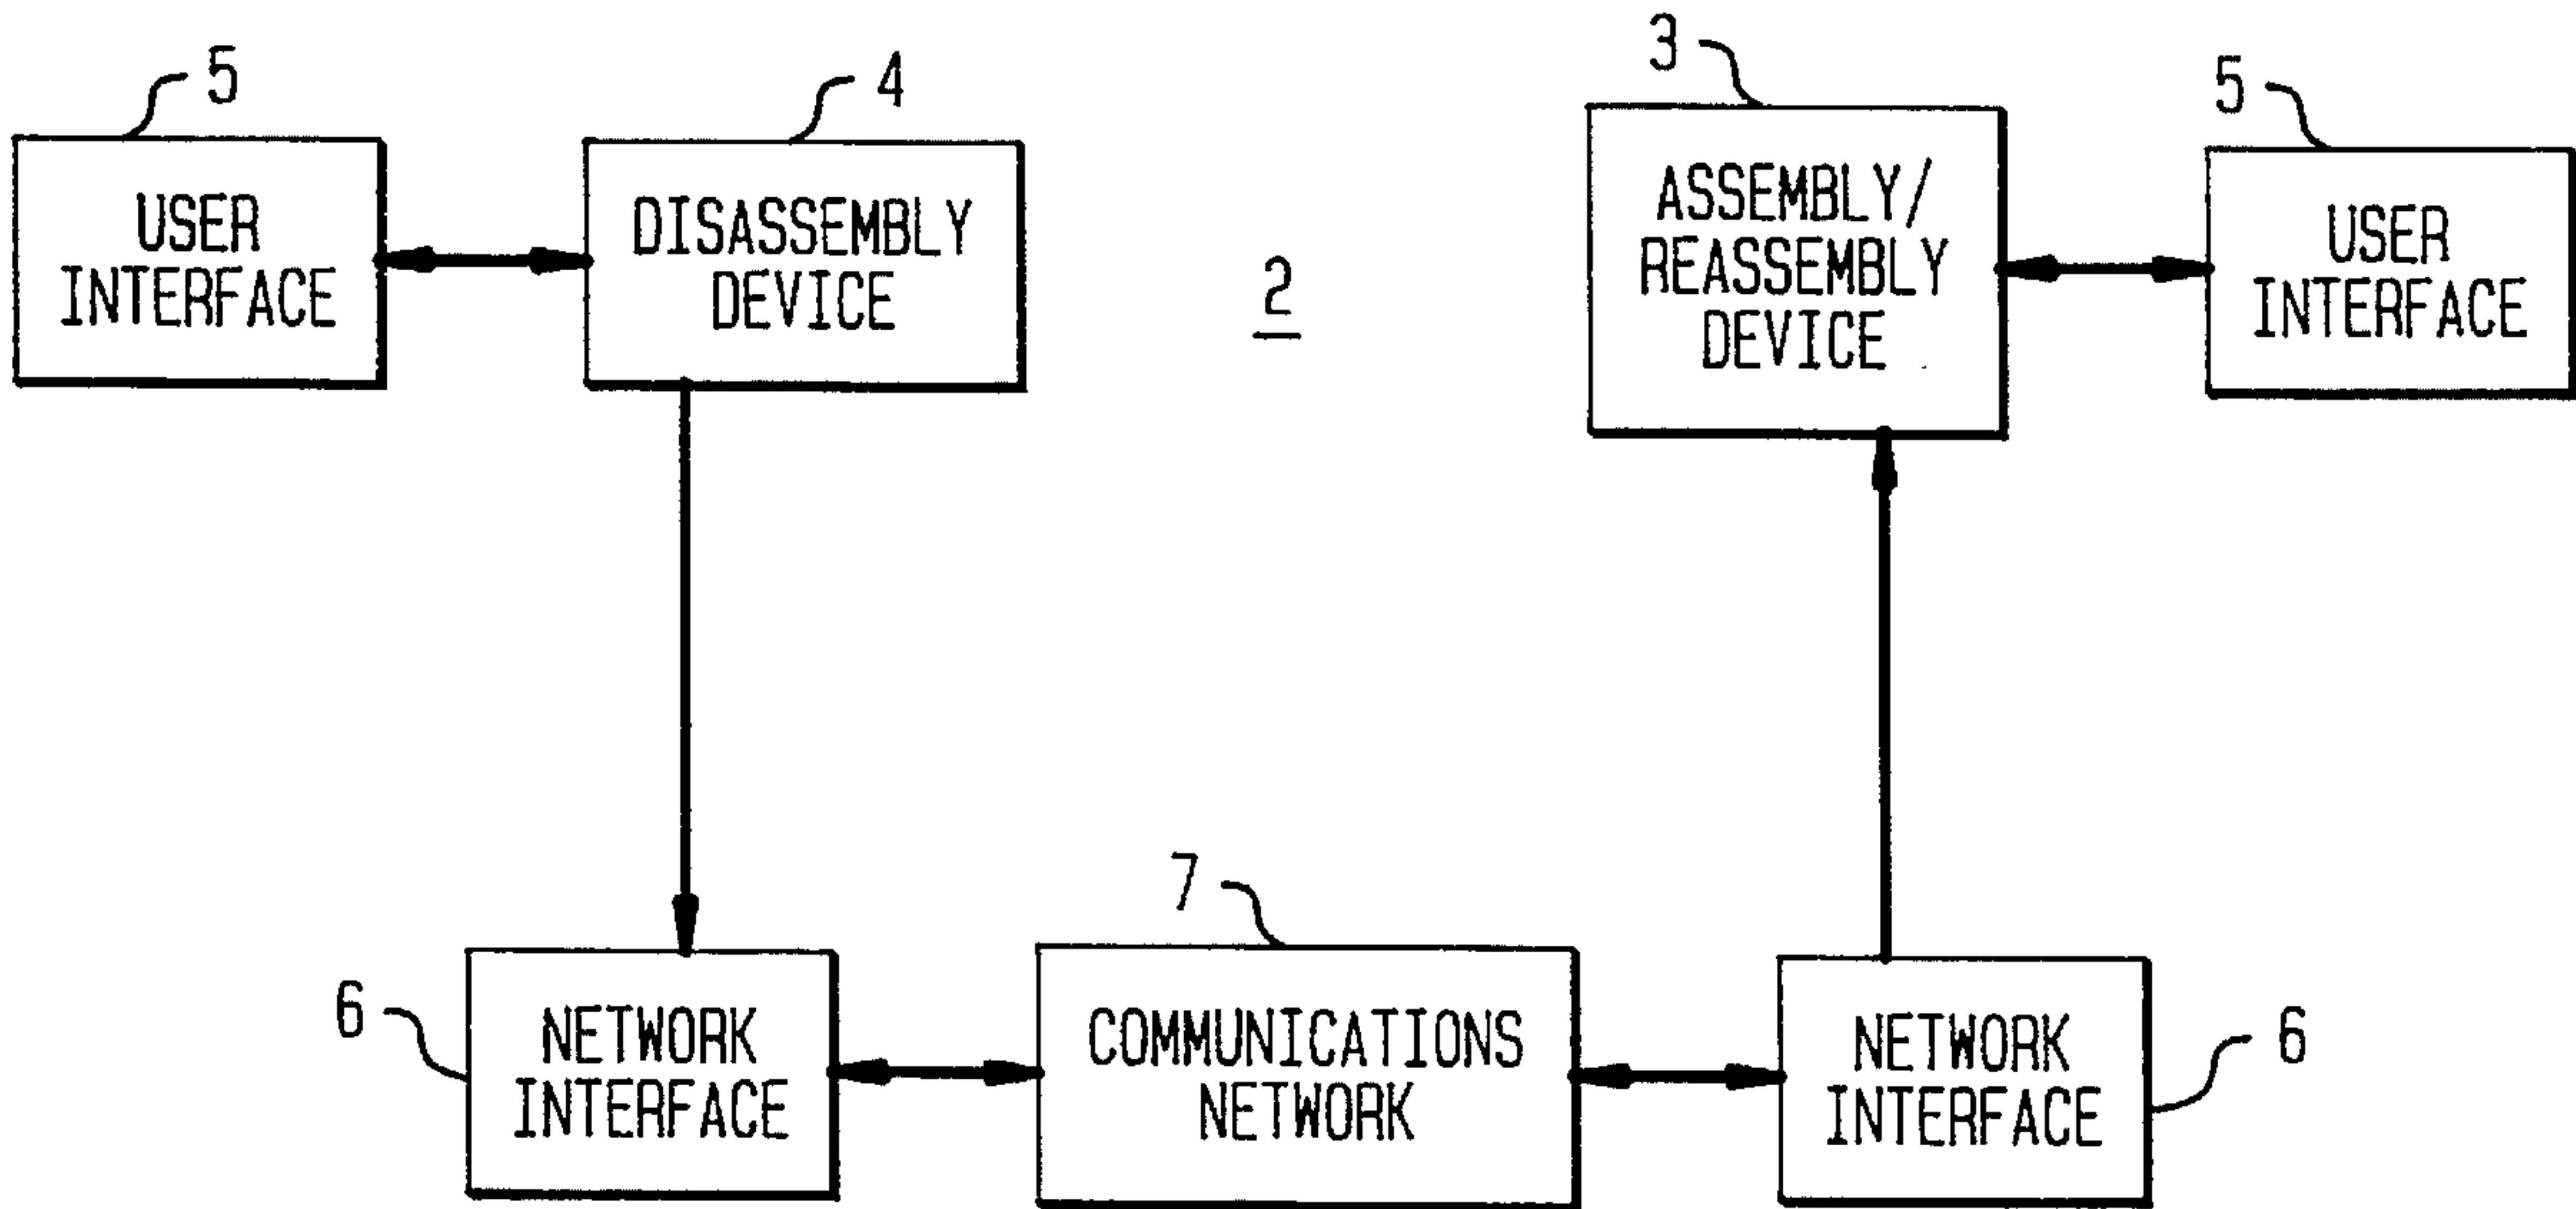 5
4
3
5
USER
INTERFACE
DISASSEMBLY
DEVICE
2
ASSEMBLY/
REASSEMBLY
DEVICE
USER
INTERFACE
7
6
NETWORK
INTERFACE
COMMUNICATIONS
NETWORK
NETWORK
INTERFACE
6